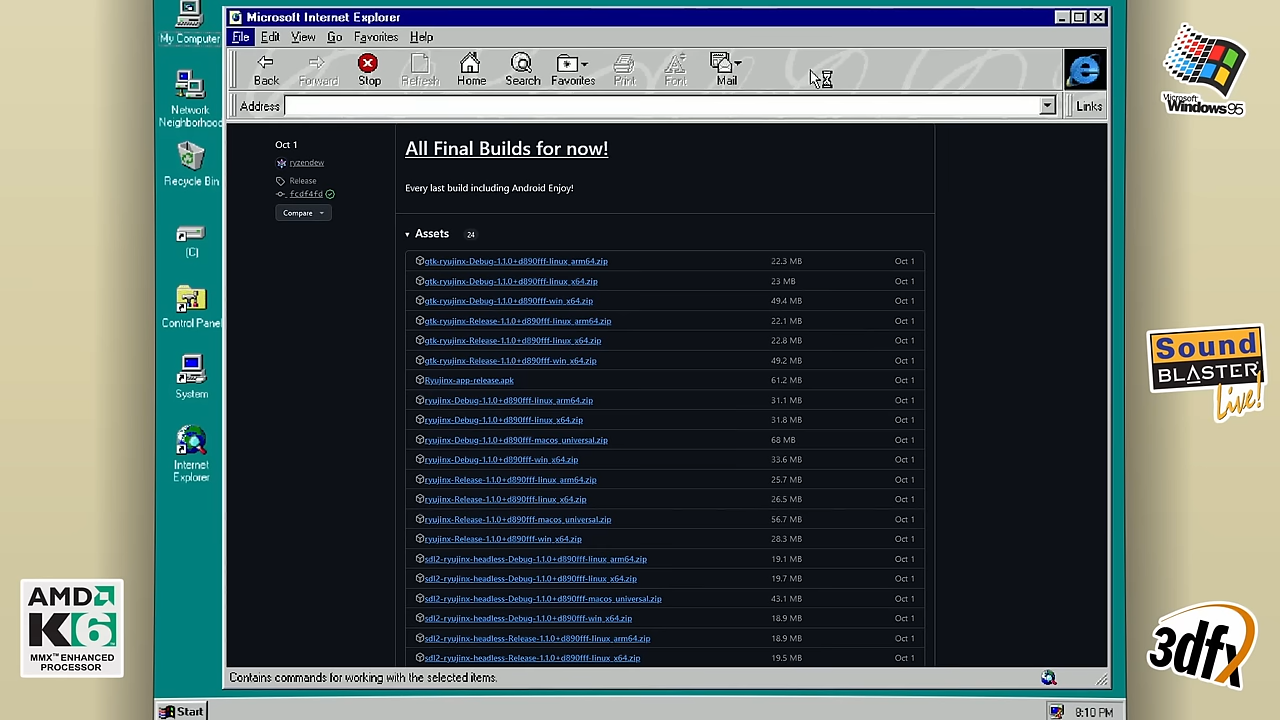 Microsoft Internet Explorer
File Edit View Go Favorites Help
Back Forward Stop Refresh Home Search Favorites Print Font Mail
Address Links
My Computer
Network Neighborhood
Recycle Bin
(C)
Control Panel
System
Internet Explorer
Oct 1
ryzendew
Release
fcdf4fd
Compare
All Final Builds for now!
Every last build including Android Enjoy!
Assets 24
gtk-ryujinx-Debug-1.1.0+d890fff-linux_arm64.zip 22.3 MB Oct 1
gtk-ryujinx-Debug-1.1.0+d890fff-linux_x64.zip 23 MB Oct 1
gtk-ryujinx-Debug-1.1.0+d890fff-win_x64.zip 49.4 MB Oct 1
gtk-ryujinx-Release-1.1.0+d890fff-linux_arm64.zip 22.1 MB Oct 1
gtk-ryujinx-Release-1.1.0+d890fff-linux_x64.zip 22.8 MB Oct 1
gtk-ryujinx-Release-1.1.0+d890fff-win_x64.zip 49.2 MB Oct 1
Ryujinx-app-release.apk 61.2 MB Oct 1
ryujinx-Debug-1.1.0+d890fff-linux_arm64.zip 31.1 MB Oct 1
ryujinx-Debug-1.1.0+d890fff-linux_x64.zip 31.8 MB Oct 1
ryujinx-Debug-1.1.0+d890fff-macos_universal.zip 68 MB Oct 1
ryujinx-Debug-1.1.0+d890fff-win_x64.zip 33.6 MB Oct 1
ryujinx-Release-1.1.0+d890fff-linux_arm64.zip 25.7 MB Oct 1
ryujinx-Release-1.1.0+d890fff-linux_x64.zip 26.5 MB Oct 1
ryujinx-Release-1.1.0+d890fff-macos_universal.zip 56.7 MB Oct 1
ryujinx-Release-1.1.0+d890fff-win_x64.zip 28.3 MB Oct 1
sdl2-ryujinx-headless-Debug-1.1.0+d890fff-linux_arm64.zip 19.1 MB Oct 1
sdl2-ryujinx-headless-Debug-1.1.0+d890fff-linux_x64.zip 19.7 MB Oct 1
sdl2-ryujinx-headless-Debug-1.1.0+d890fff-macos_universal.zip 43.1 MB Oct 1
sdl2-ryujinx-headless-Debug-1.1.0+d890fff-win_x64.zip 18.9 MB Oct 1
sdl2-ryujinx-headless-Release-1.1.0+d890fff-linux_arm64.zip 18.9 MB Oct 1
sdl2-ryujinx-headless-Release-1.1.0+d890fff-linux_x64.zip 19.5 MB Oct 1
Contains commands for working with the selected items.
Start 8:10 PM
Microsoft
Windows 95
Sound
BLASTER
Live!
AMD
K6
MMX™ ENHANCED
PROCESSOR
3dfx